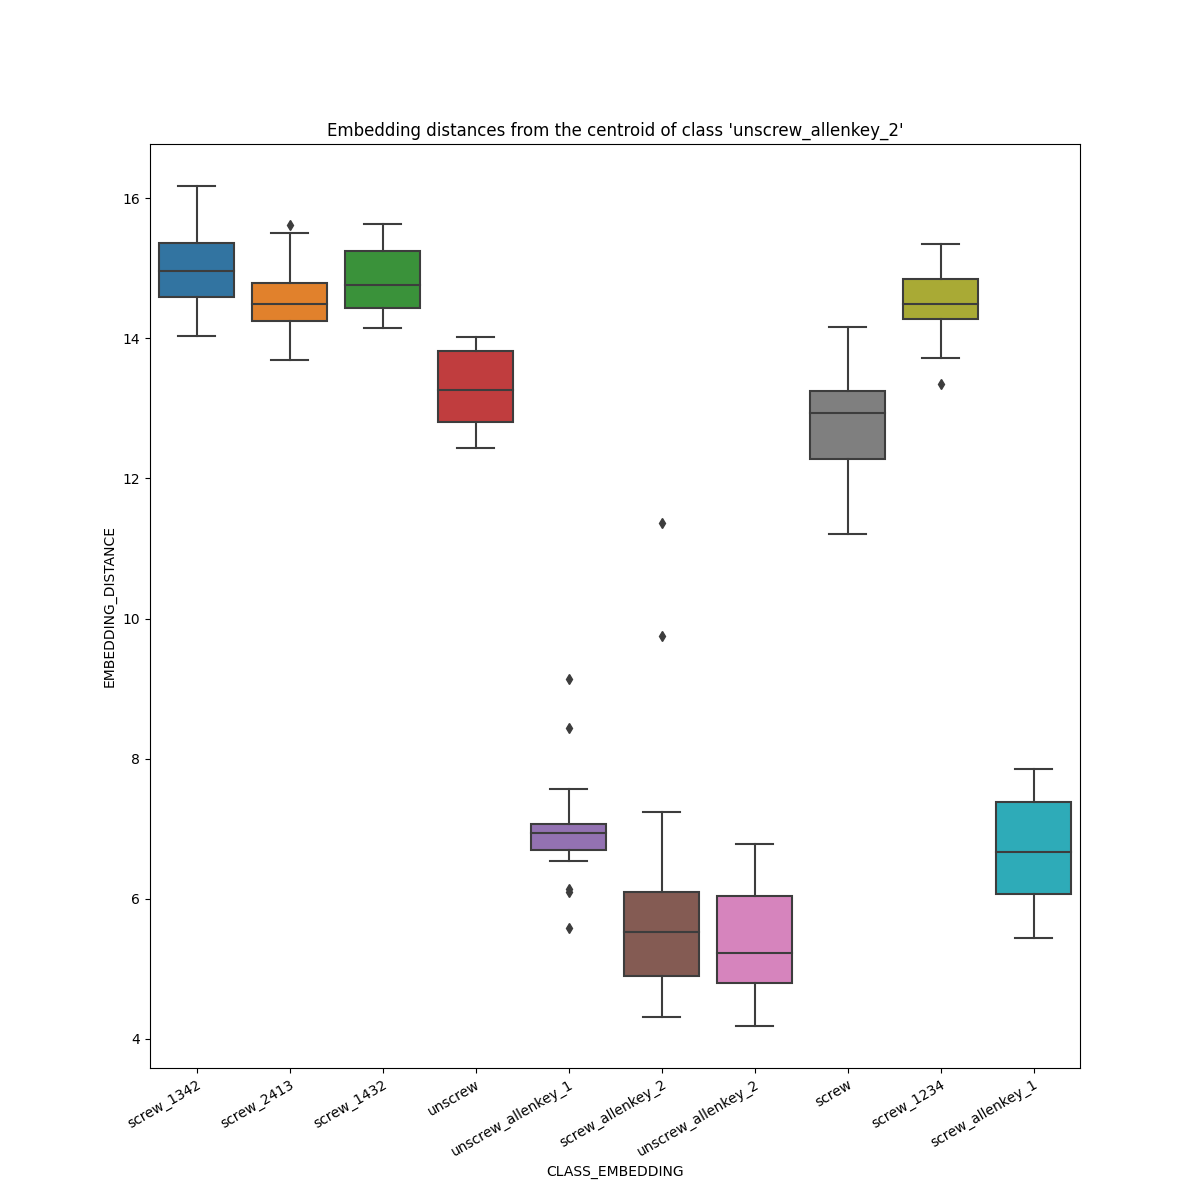 Embedding distances from the centroid of class 'unscrew_allenkey_2'
EMBEDDING_DISTANCE
16
14
12
10
8
6
4
screw_1342
screw_2413
screw_1432
unscrew
unscrew_allenkey_1
screw_allenkey_2
unscrew_allenkey_2
screw
screw_1234
screw_allenkey_1
CLASS_EMBEDDING